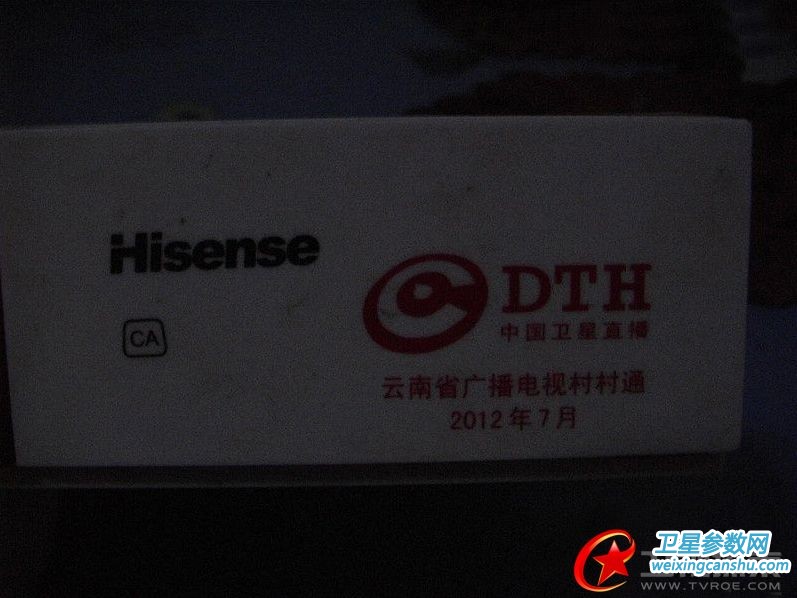 Hisense
CA
DTH
中国卫星直播
云南省广播电视村村通
2012年7月
卫星参数网
weixingcanshu.com
WWW.TVROE.COM